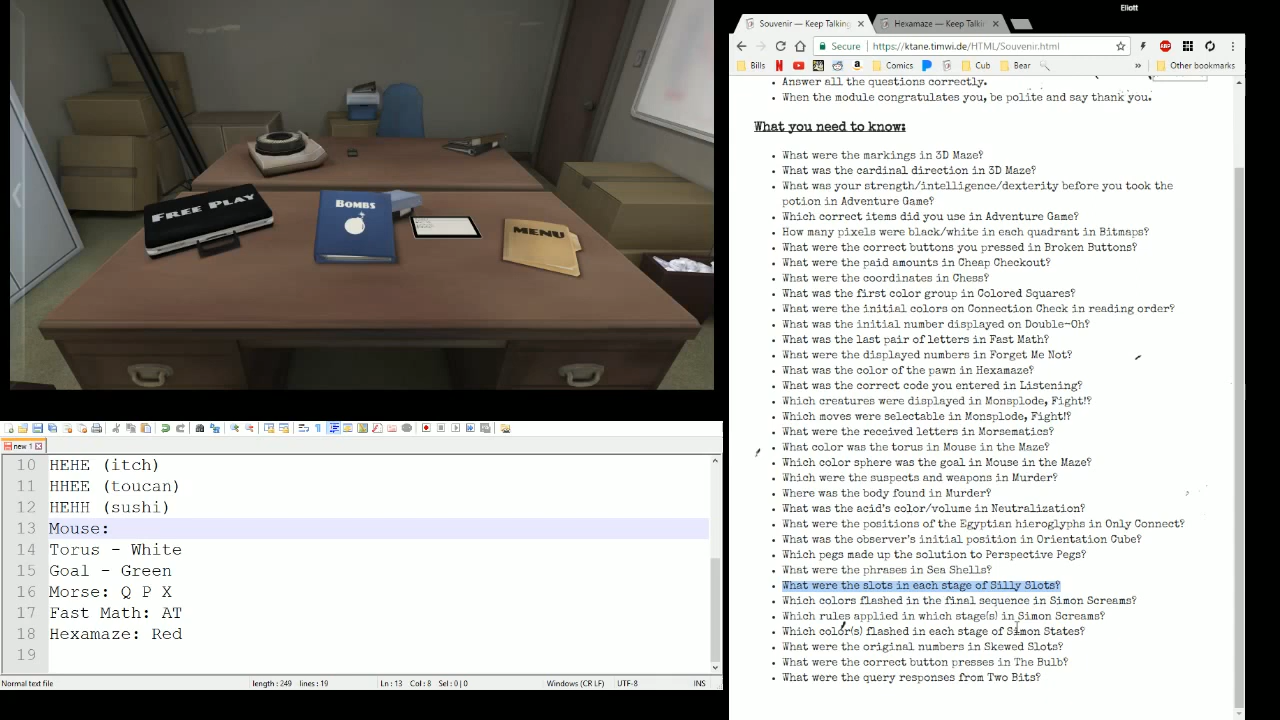 Eliott
Souvenir — Keep Talking
Hexamaze — Keep Talki
Secure
https://ktane.timwi.de/HTML/Souvenir.html
Bills
Comics
Cub
Bear
»
Other bookmarks
Answer all the questions correctly.
When the module congratulates you, be polite and say thank you.
What you need to know:
What were the markings in 3D Maze?
What was the cardinal direction in 3D Maze?
What was your strength/intelligence/dexterity before you took the
potion in Adventure Game?
Which correct items did you use in Adventure Game?
How many pixels were black/white in each quadrant in Bitmaps?
What were the correct buttons you pressed in Broken Buttons?
What were the paid amounts in Cheap Checkout?
What were the coordinates in Chess?
What was the first color group in Colored Squares?
What were the initial colors on Connection Check in reading order?
What was the initial number displayed on Double-Oh?
What was the last pair of letters in Fast Math?
What were the displayed numbers in Forget Me Not?
What was the color of the pawn in Hexamaze?
What was the correct code you entered in Listening?
Which creatures were displayed in Monsplode, Fight!?
Which moves were selectable in Monsplode, Fight!?
What were the received letters in Morsematics?
What color was the torus in Mouse in the Maze?
Which color sphere was the goal in Mouse in the Maze?
Which were the suspects and weapons in Murder?
Where was the body found in Murder?
What was the acid's color/volume in Neutralization?
What were the positions of the Egyptian hieroglyphs in Only Connect?
What was the observer's initial position in Orientation Cube?
Which pegs made up the solution to Perspective Pegs?
What were the phrases in Sea Shells?
What were the slots in each stage of Silly Slots?
Which colors flashed in the final sequence in Simon Screams?
Which rules applied in which stage(s) in Simon Screams?
Which color(s) flashed in each stage of Simon States?
What were the original numbers in Skewed Slots?
What were the correct button presses in The Bulb?
What were the query responses from Two Bits?
FREE PLAY
BOMBS
MENU
new 1
10 HEHE (itch)
11 HHEE (toucan)
12 HEHH (sushi)
13 Mouse:
14 Torus - White
15 Goal - Green
16 Morse: Q P X
17 Fast Math: AT
18 Hexamaze: Red
19
Normal text file
length : 249 lines : 19
Ln : 13 Col : 8 Sel : 0 | 0
Windows (CR LF)
UTF-8
INS